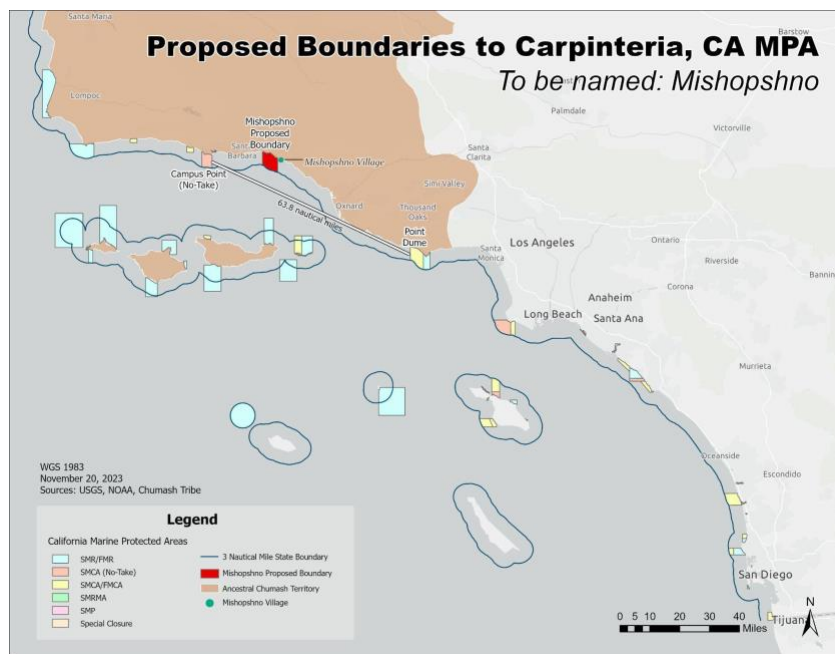 Santa Maria
Barstow
Proposed Boundaries to Carpinteria, CA MPA
To be named: Mishopshno
Lompoc
Palmdale
Victorville
Mishopshno
Proposed
Boundary
Santa
Barbara
Mishopshno Village
Santa
Clarita
Campus Point
(No-Take)
Simi Valley
63.8 nautical miles
Oxnard
Thousand
Oaks
Point
Dume
Santa
Monica
Los Angeles
Ontario
Riverside
Bannin
Corona
Anaheim
Long Beach
Santa Ana
Murrieta
Oceanside
Escondido
WGS 1983
November 20, 2023
Sources: USGS, NOAA, Chumash Tribe
Legend
California Marine Protected Areas
SMR/FMR
SMCA (No-Take)
SMCA/FMCA
SMRMA
SMP
Special Closure
3 Nautical Mile State Boundary
Mishopshno Proposed Boundary
Ancestral Chumash Territory
Mishopshno Village
San Diego
Tijuana
N
0 5 10 20 30 40
Miles